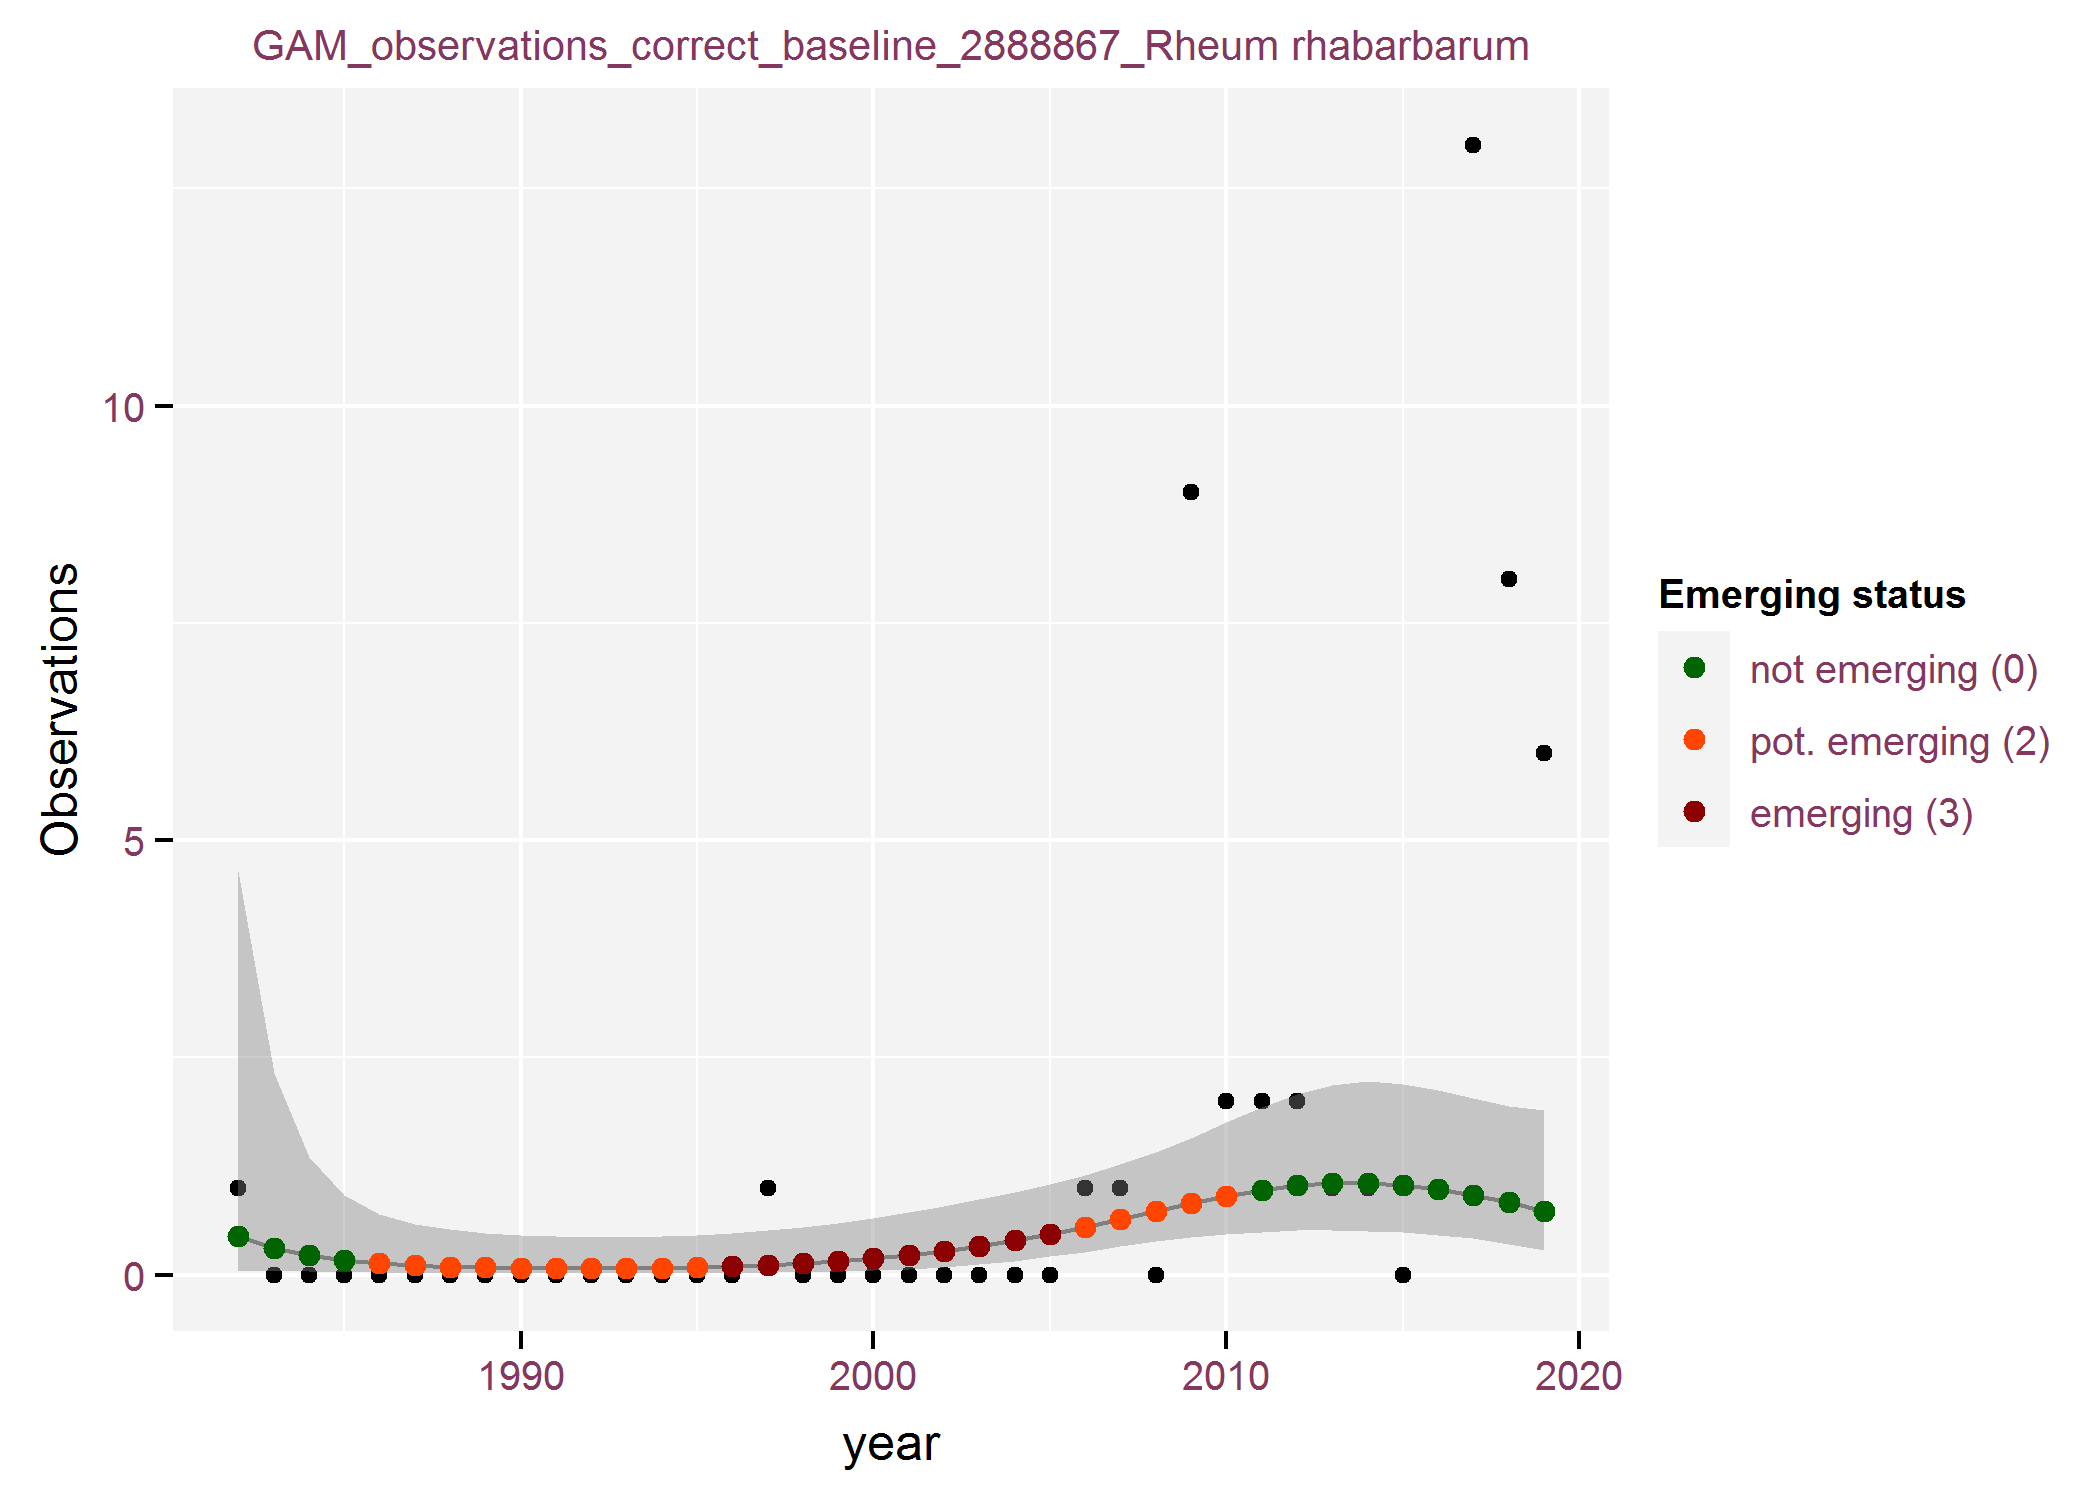 GAM_observations_correct_baseline_2888867_Rheum rhabarbarum
Observations
10
5
0
1990
2000
2010
2020
year
Emerging status
not emerging (0)
pot. emerging (2)
emerging (3)